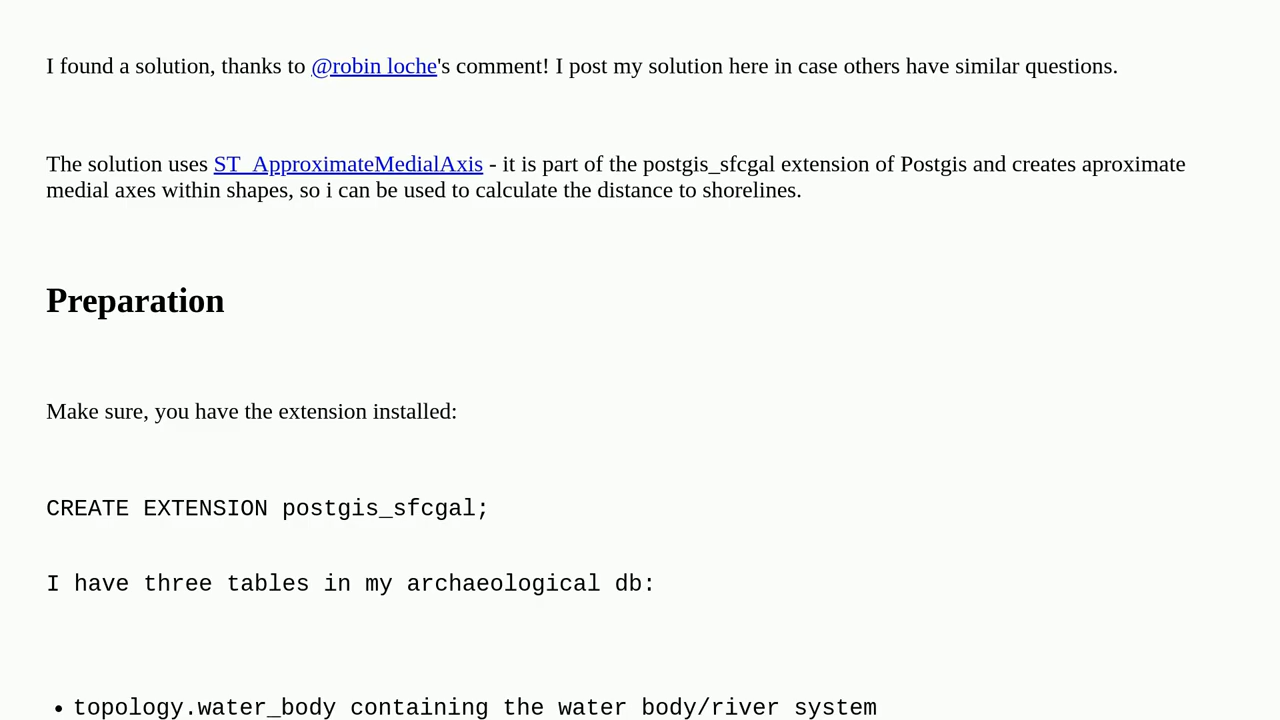 I found a solution, thanks to @robin loche's comment! I post my solution here in case others have similar questions.
The solution uses ST_ApproximateMedialAxis - it is part of the postgis_sfcgal extension of Postgis and creates aproximate
medial axes within shapes, so i can be used to calculate the distance to shorelines.
Preparation
Make sure, you have the extension installed:
CREATE EXTENSION postgis_sfcgal;
I have three tables in my archaeological db:
• topology.water_body containing the water body/river system